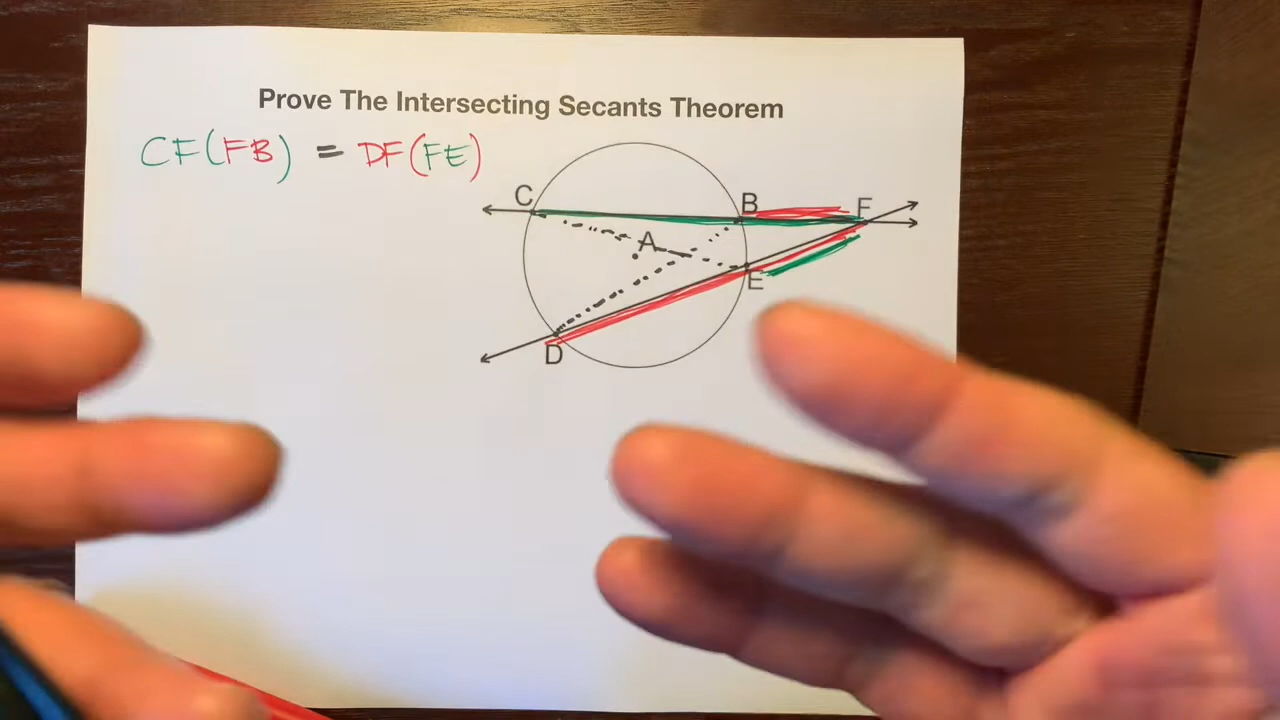 Prove The Intersecting Secants Theorem
CF(FB) = DF(FE)
C
B
F
A
E
D